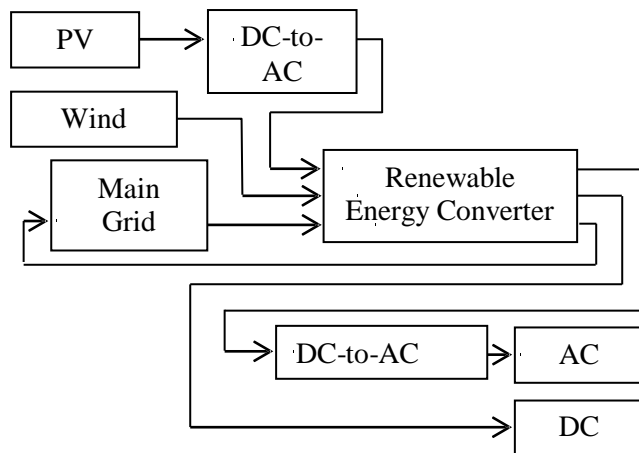 PV
DC-to-
AC
Wind
Main
Grid
Renewable
Energy Converter
DC-to-AC
AC
DC